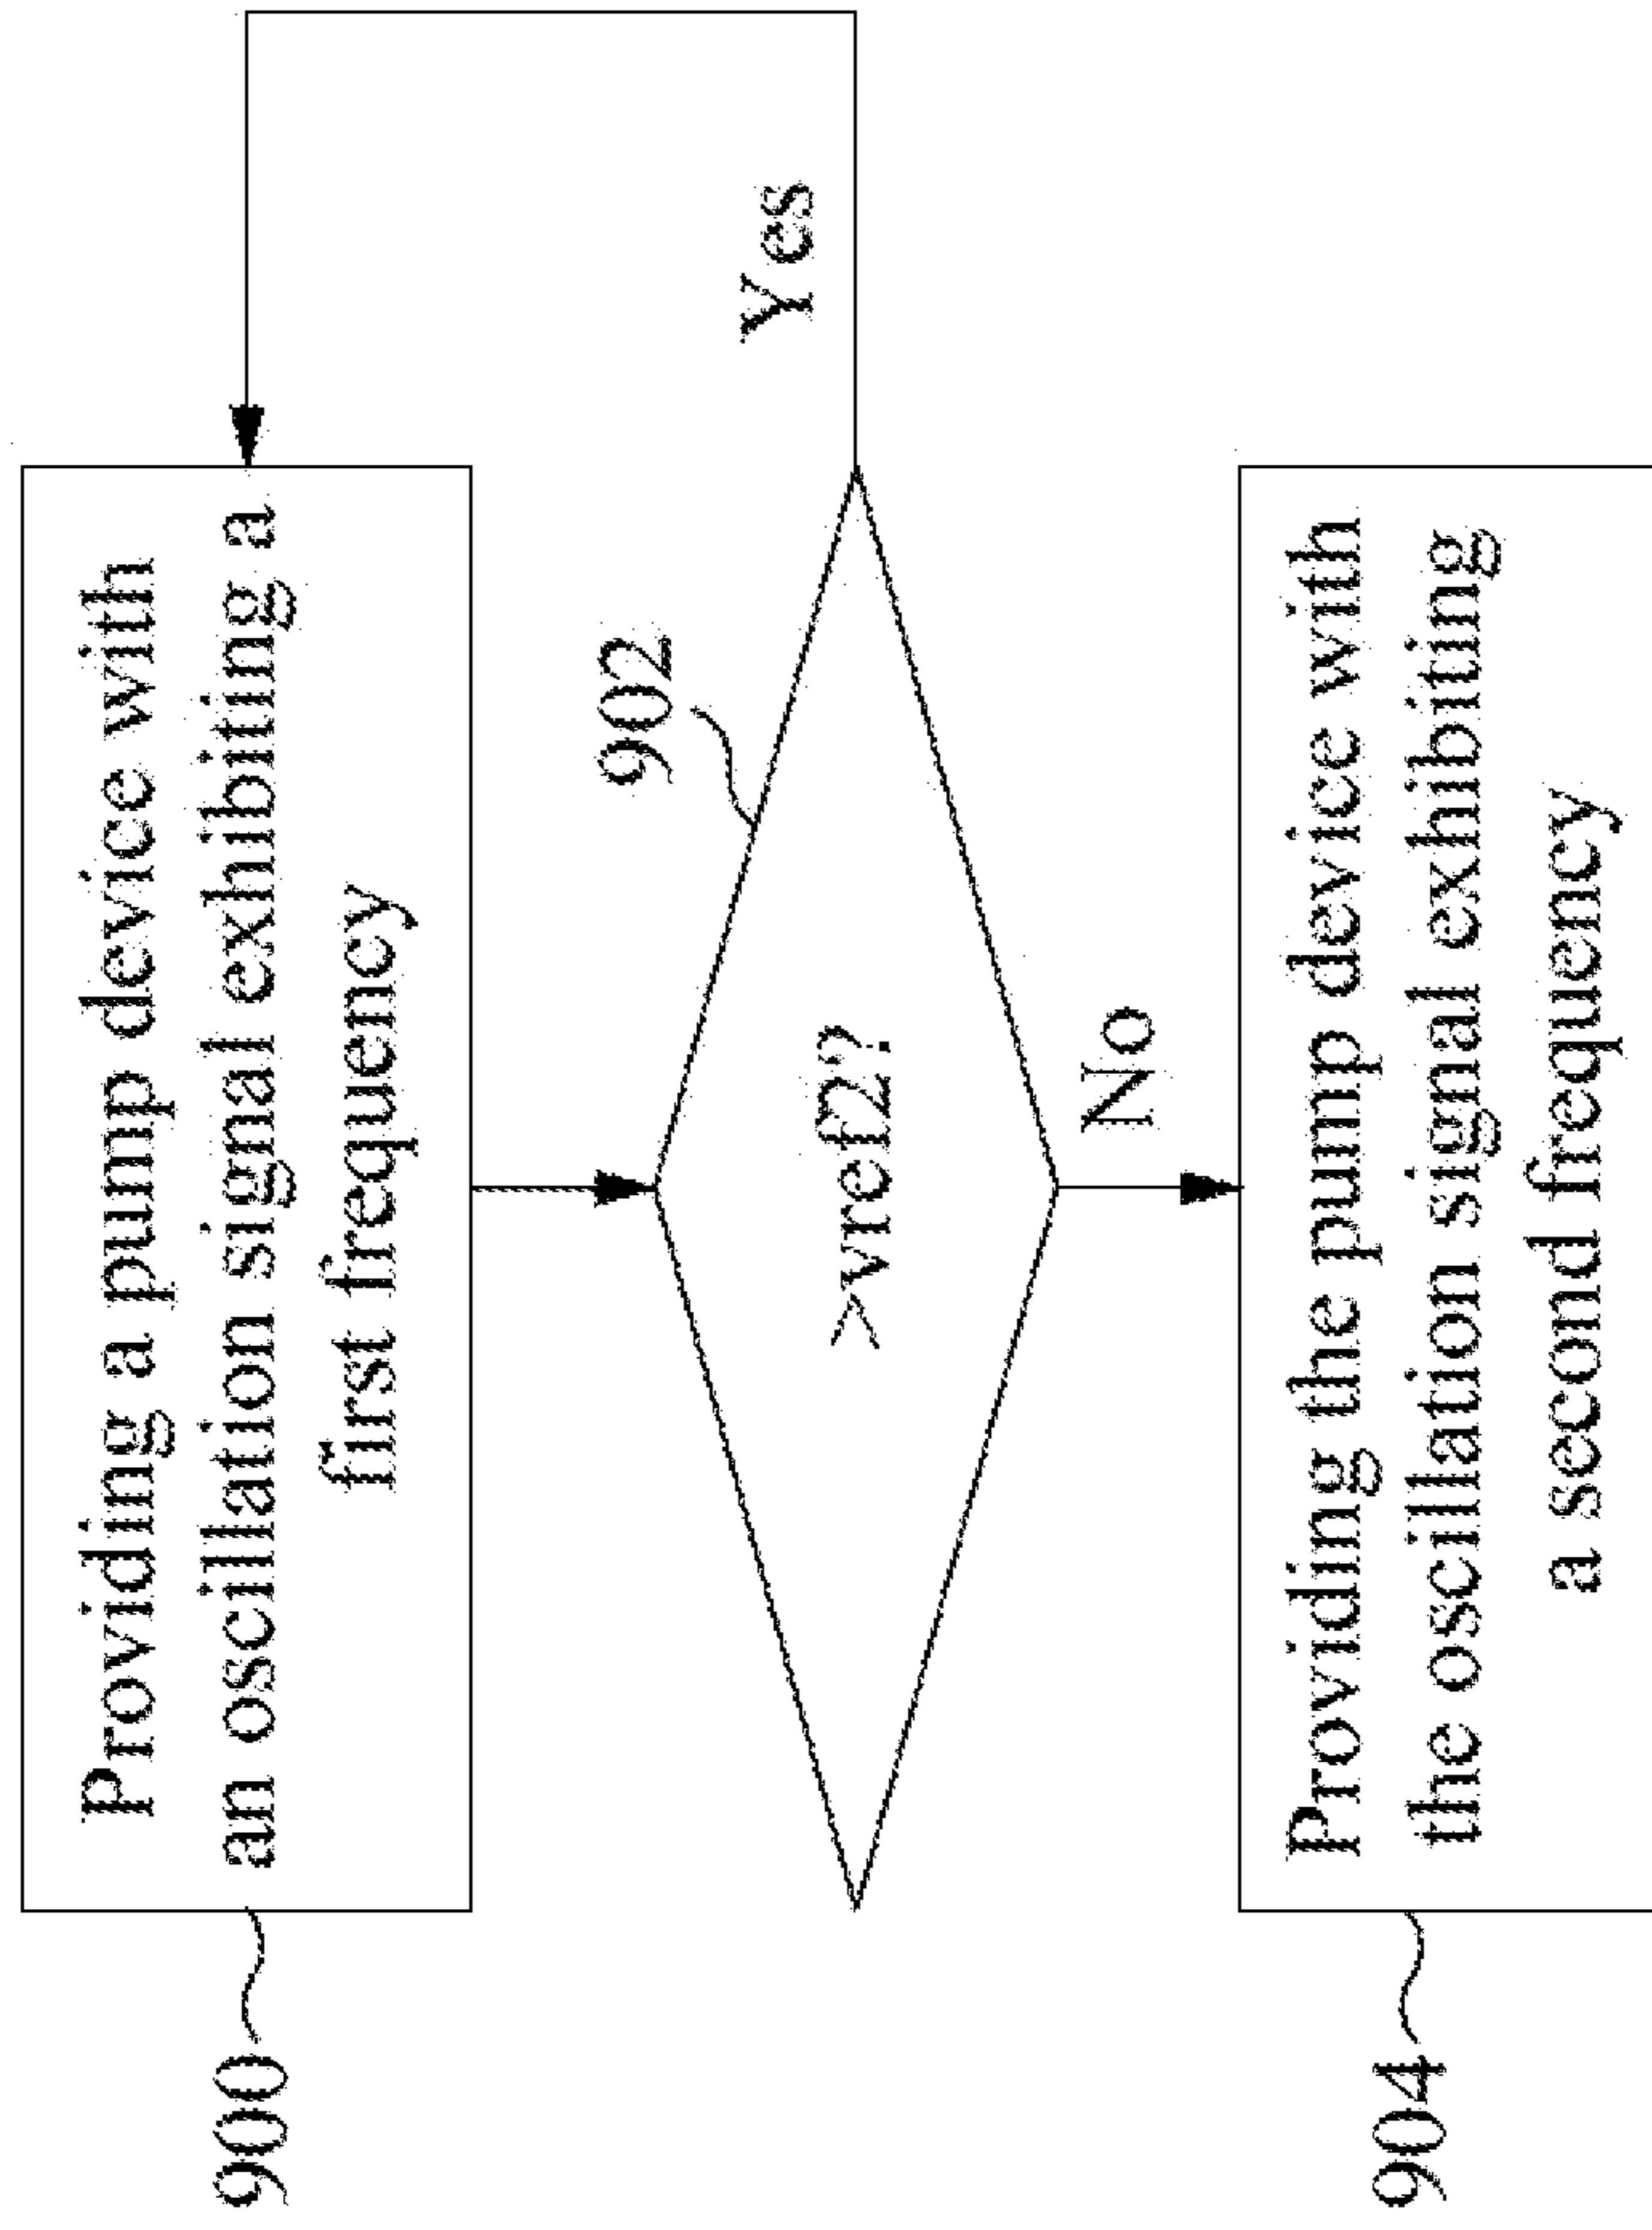 900
Providing a pump device with
an oscillation signal exhibiting a
first frequency
902
>vref2?
Yes
No
904
Providing the pump device with
the oscillation signal exhibiting
a second frequency